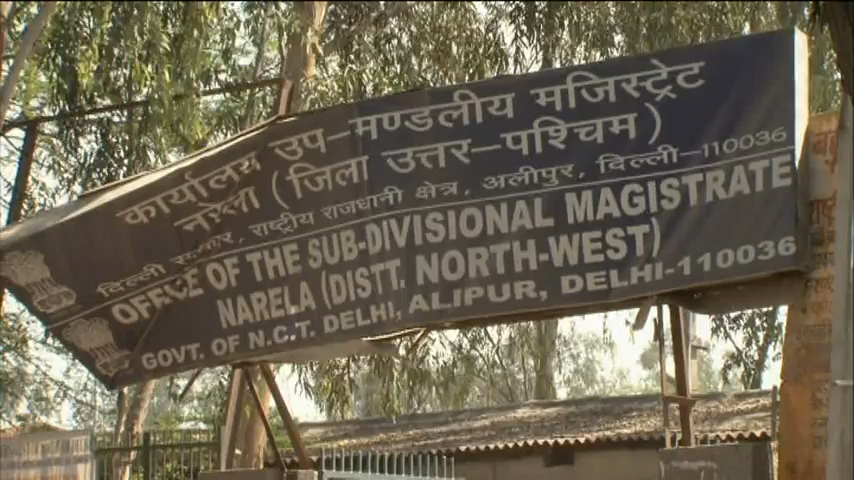 कार्यालय उप-मण्डलीय मजिस्ट्रेट
नरेला (जिला उत्तर-पश्चिम)
दिल्ली सरकार, राष्ट्रीय राजधानी क्षेत्र, अलीपुर, दिल्ली-110036
OFFICE OF THE SUB-DIVISIONAL MAGISTRATE
NARELA (DISTT. NORTH-WEST)
GOVT. OF N.C.T. DELHI, ALIPUR, DELHI-110036